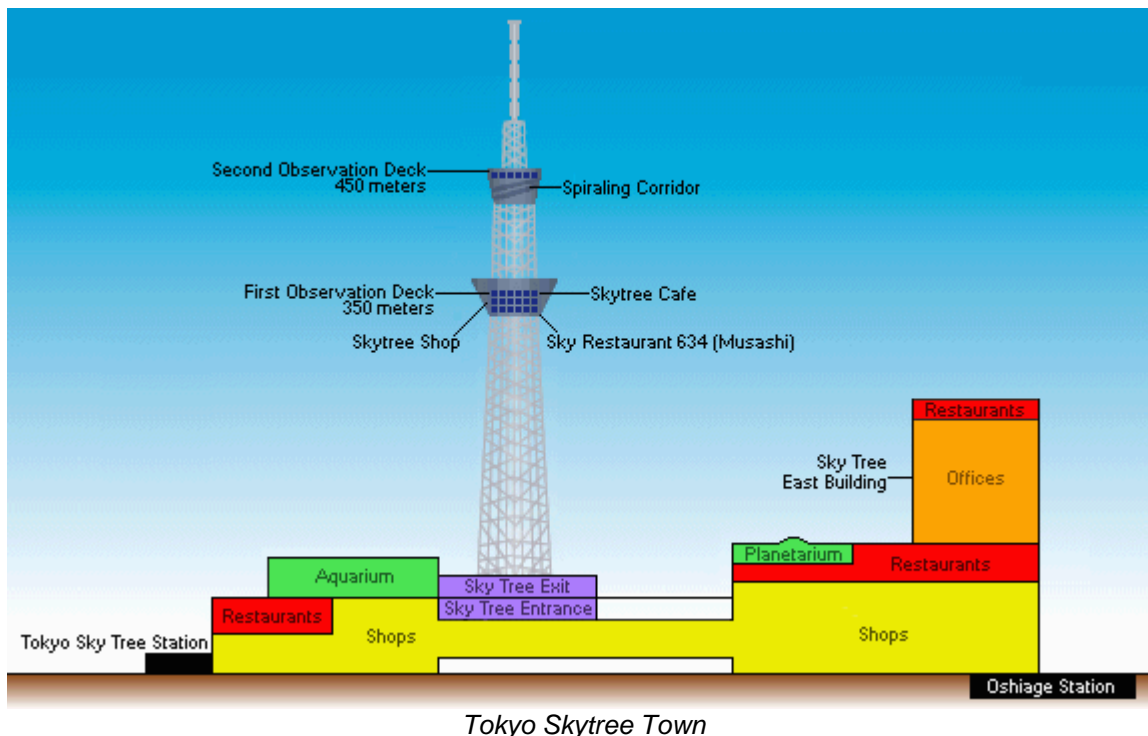 Second Observation Deck
450 meters
Spiraling Corridor
First Observation Deck
350 meters
Skytree Cafe
Skytree Shop
Sky Restaurant 634 (Musashi)
Restaurants
Sky Tree
East Building
Offices
Planetarium
Restaurants
Aquarium
Sky Tree Exit
Sky Tree Entrance
Restaurants
Shops
Shops
Tokyo Sky Tree Station
Oshiage Station
Tokyo Skytree Town